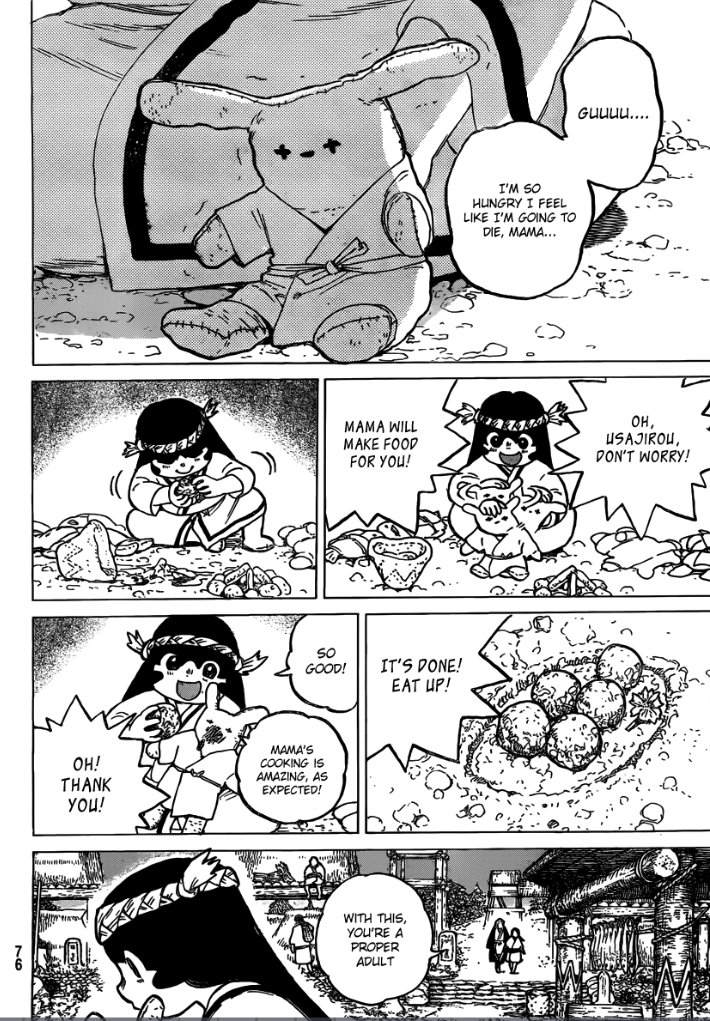 GUUUU....
I'M SO
HUNGRY I FEEL
LIKE I'M GOING TO
DIE, MAMA...
OH,
USAJIROU,
DON'T WORRY!
MAMA WILL
MAKE FOOD
FOR YOU!
IT'S DONE!
EAT UP!
SO
GOOD!
MAMA'S
COOKING IS
AMAZING, AS
EXPECTED!
OH!
THANK
YOU!
WITH THIS,
YOU'RE A
PROPER
ADULT
76